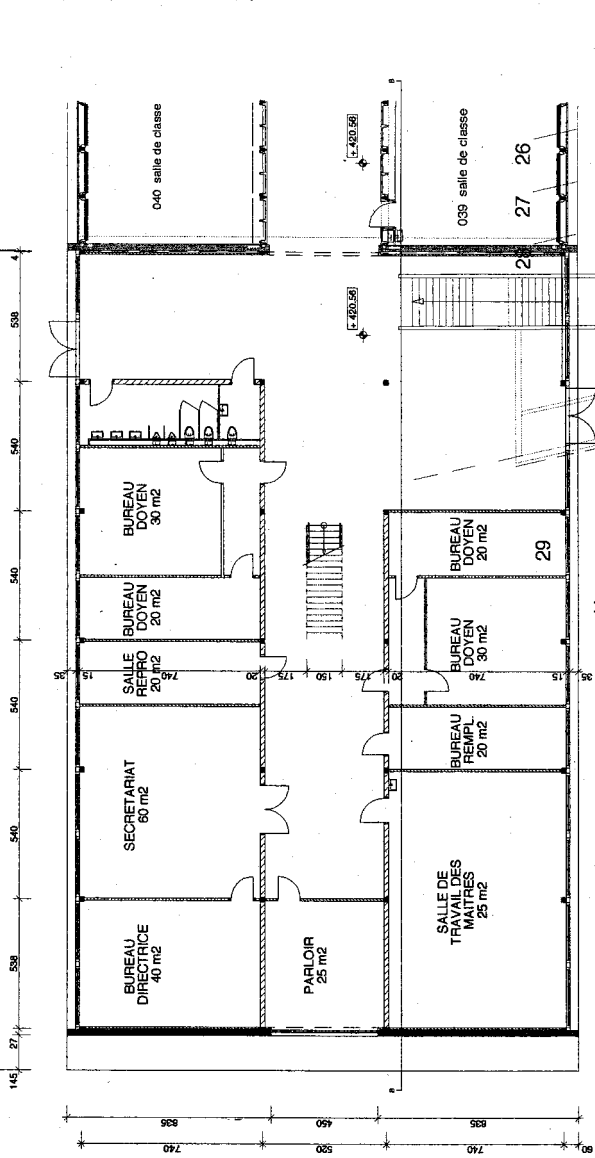 040 salle de classe
039 salle de classe
+ 420.56
+ 420.56
26
27
28
29
BUREAU
DOYEN
30 m2
BUREAU
DOYEN
20 m2
SALLE
REPRO
20 m2
SECRETARIAT
60 m2
BUREAU
DIRECTRICE
40 m2
PARLOIR
25 m2
BUREAU
DOYEN
20 m2
BUREAU
DOYEN
30 m2
BUREAU
REMPL.
20 m2
SALLE DE
TRAVAIL DES
MAITRES
25 m2
4
538
540
540
540
540
538
27
145
35
15
740
20
175
150
175
20
740
15
35
835
450
835
740
520
740
60
B
B